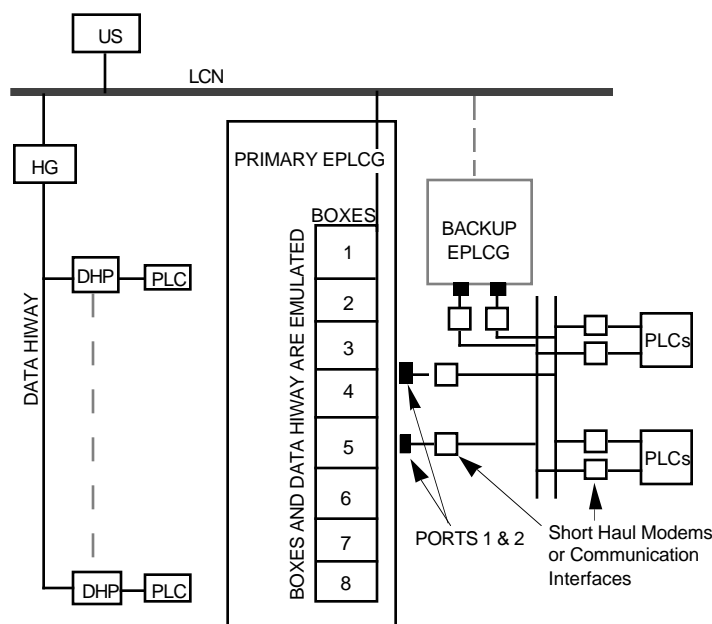 US
LCN
HG
PRIMARY EPLCG
BOXES
BACKUP
EPLCG
1
2
3
4
5
6
7
8
BOXES AND DATA HIWAY ARE EMULATED
DATA HIWAY
DHP
PLC
DHP
PLC
PLCs
PLCs
PORTS 1 & 2
Short Haul Modems
or Communication
Interfaces